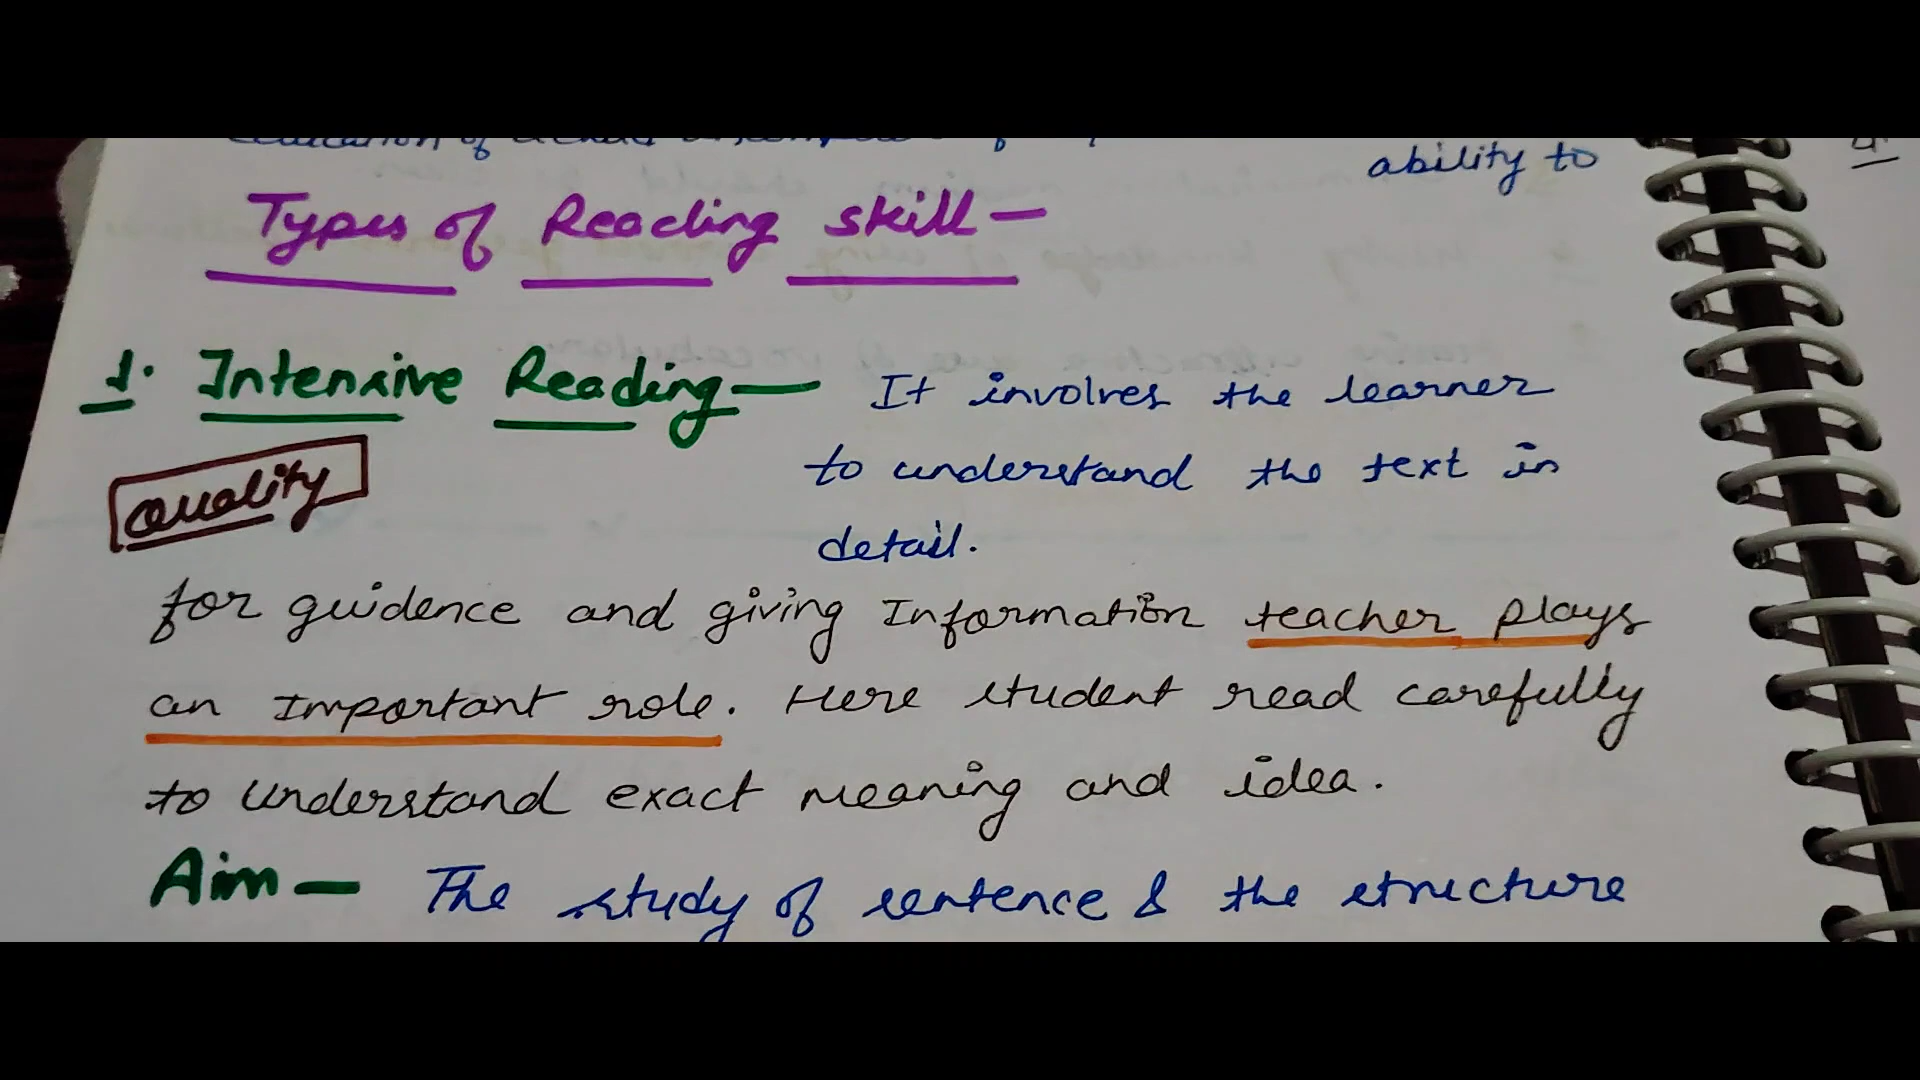 ability to
Types of Reading skill-
1. Intensive Reading- It involves the learner
Quality
to understand the text in
detail.
for guidence and giving Information teacher plays
an Important role. Here student read carefully
to understand exact meaning and idea.
Aim- The study of sentence & the structure